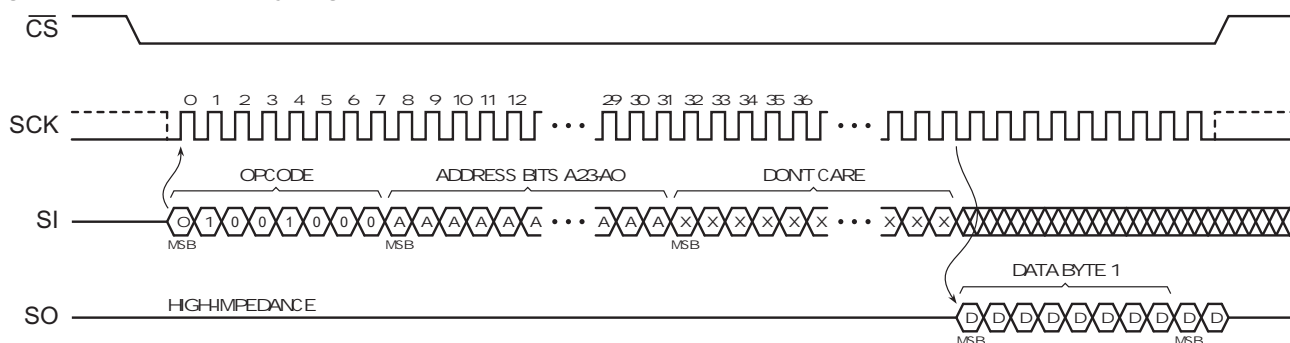 CS
0 1 2 3 4 5 6 7 8 9 10 11 12 29 30 31 32 33 34 35 36
SCK
OPCODE ADDRESS BITS A23-A0 DON'T CARE
SI 0 1 0 0 1 0 0 0 A A A A A A ••• A A A X X X X X X ••• X X X
MSB MSB MSB
DATA BYTE 1
HIGH-IMPEDANCE
SO D D D D D D D D D D
MSB MSB